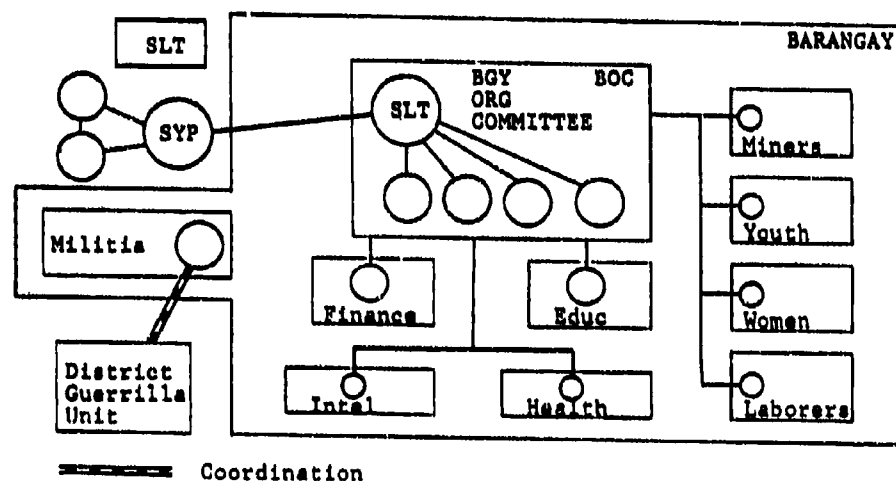 SLT
BARANGAY
BGY BOC
ORG
COMMITTEE
SLT
SYP
Miners
Militia
Youth
Finance
Educ
Women
District
Guerrilla
Unit
Intel
Health
Laborers
Coordination